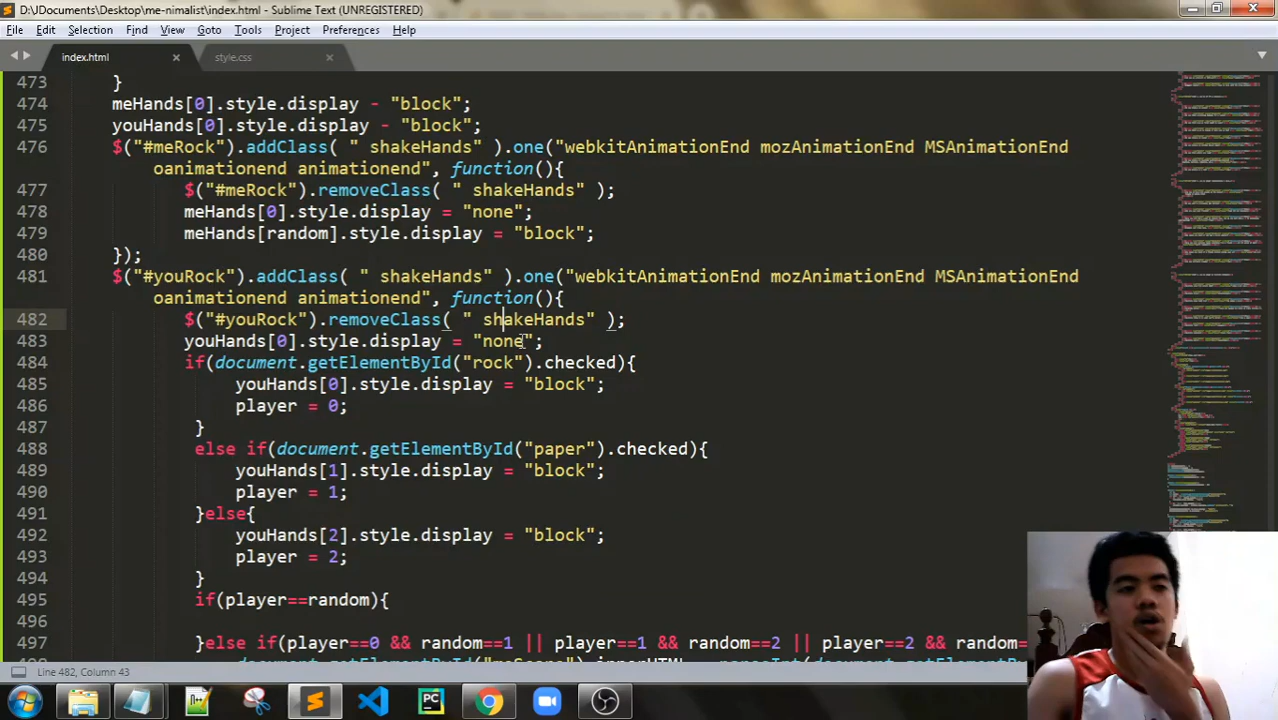 D:\JDocuments\Desktop\me-nimalist\index.html - Sublime Text (UNREGISTERED)
File Edit Selection Find View Goto Tools Project Preferences Help
index.html style.css
473 }
474 meHands[0].style.display - "block";
475 youHands[0].style.display - "block";
476 $("#meRock").addClass( " shakeHands" ).one("webkitAnimationEnd mozAnimationEnd MSAnimationEnd
oanimationend animationend", function(){
477 $("#meRock").removeClass( " shakeHands" );
478 meHands[0].style.display = "none";
479 meHands[random].style.display = "block";
480 });
481 $("#youRock").addClass( " shakeHands" ).one("webkitAnimationEnd mozAnimationEnd MSAnimationEnd
oanimationend animationend", function(){
482 $("#youRock").removeClass( " shakeHands" );
483 youHands[0].style.display = "none";
484 if(document.getElementById("rock").checked){
485 youHands[0].style.display = "block";
486 player = 0;
487 }
488 else if(document.getElementById("paper").checked){
489 youHands[1].style.display = "block";
490 player = 1;
491 }else{
492 youHands[2].style.display = "block";
493 player = 2;
494 }
495 if(player==random){
496
497 }else if(player==0 && random==1 || player==1 && random==2 || player==2 && random==
Line 482, Column 43
PC